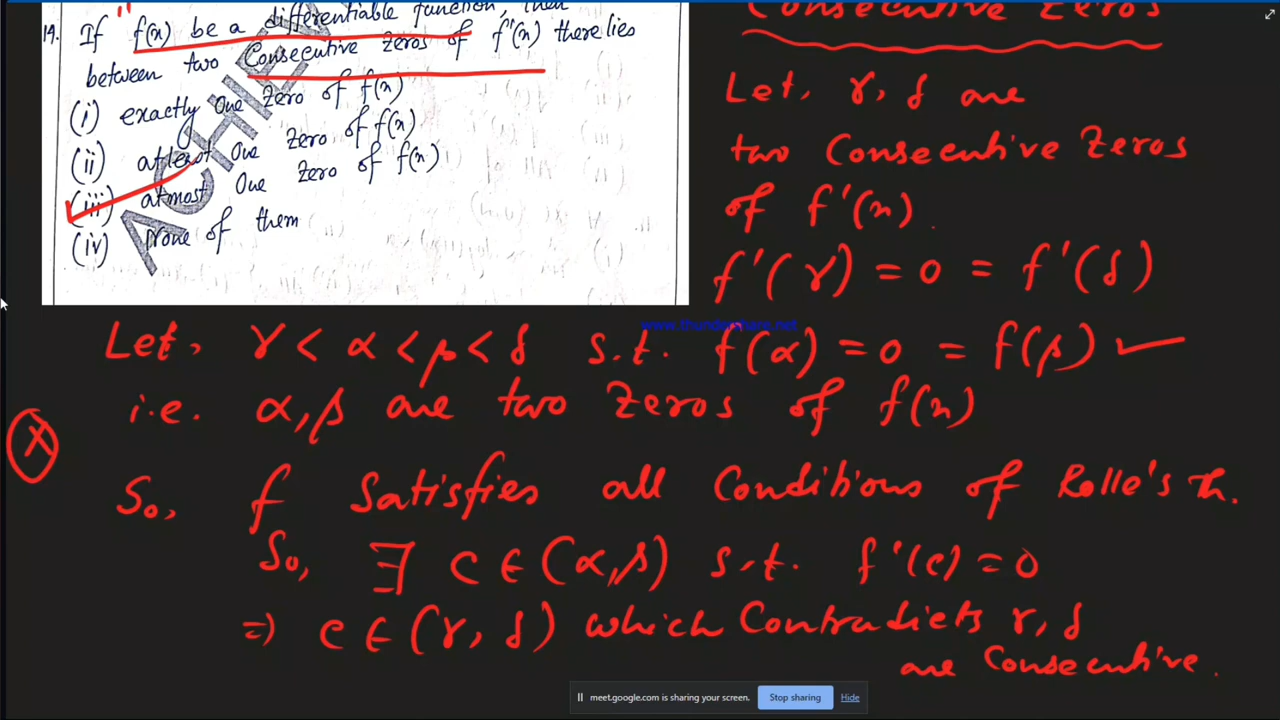 14. If f(x) be a differentiable function, then
between two Consecutive zeros of f'(x) there lies
(i) exactly One zero of f(x)
(ii) atleast One zero of f(x)
(iii) atmost One zero of f(x)
(iv) None of them
Consecutive Zeros
Let, γ, δ are
two Consecutive Zeros
of f'(x).
f'(γ) = 0 = f'(δ)
www.thundershare.net
Let, γ < α < β < δ s.t. f(α) = 0 = f(β) ✓
i.e. α, β are two Zeros of f(x)
X
So, f Satisfies all Conditions of Rolle's Th.
So, ∃ c ∈ (α, β) s.t. f'(c) = 0
⇒ c ∈ (γ, δ) which Contradicts γ, δ
are Consecutive.
meet.google.com is sharing your screen. Stop sharing Hide